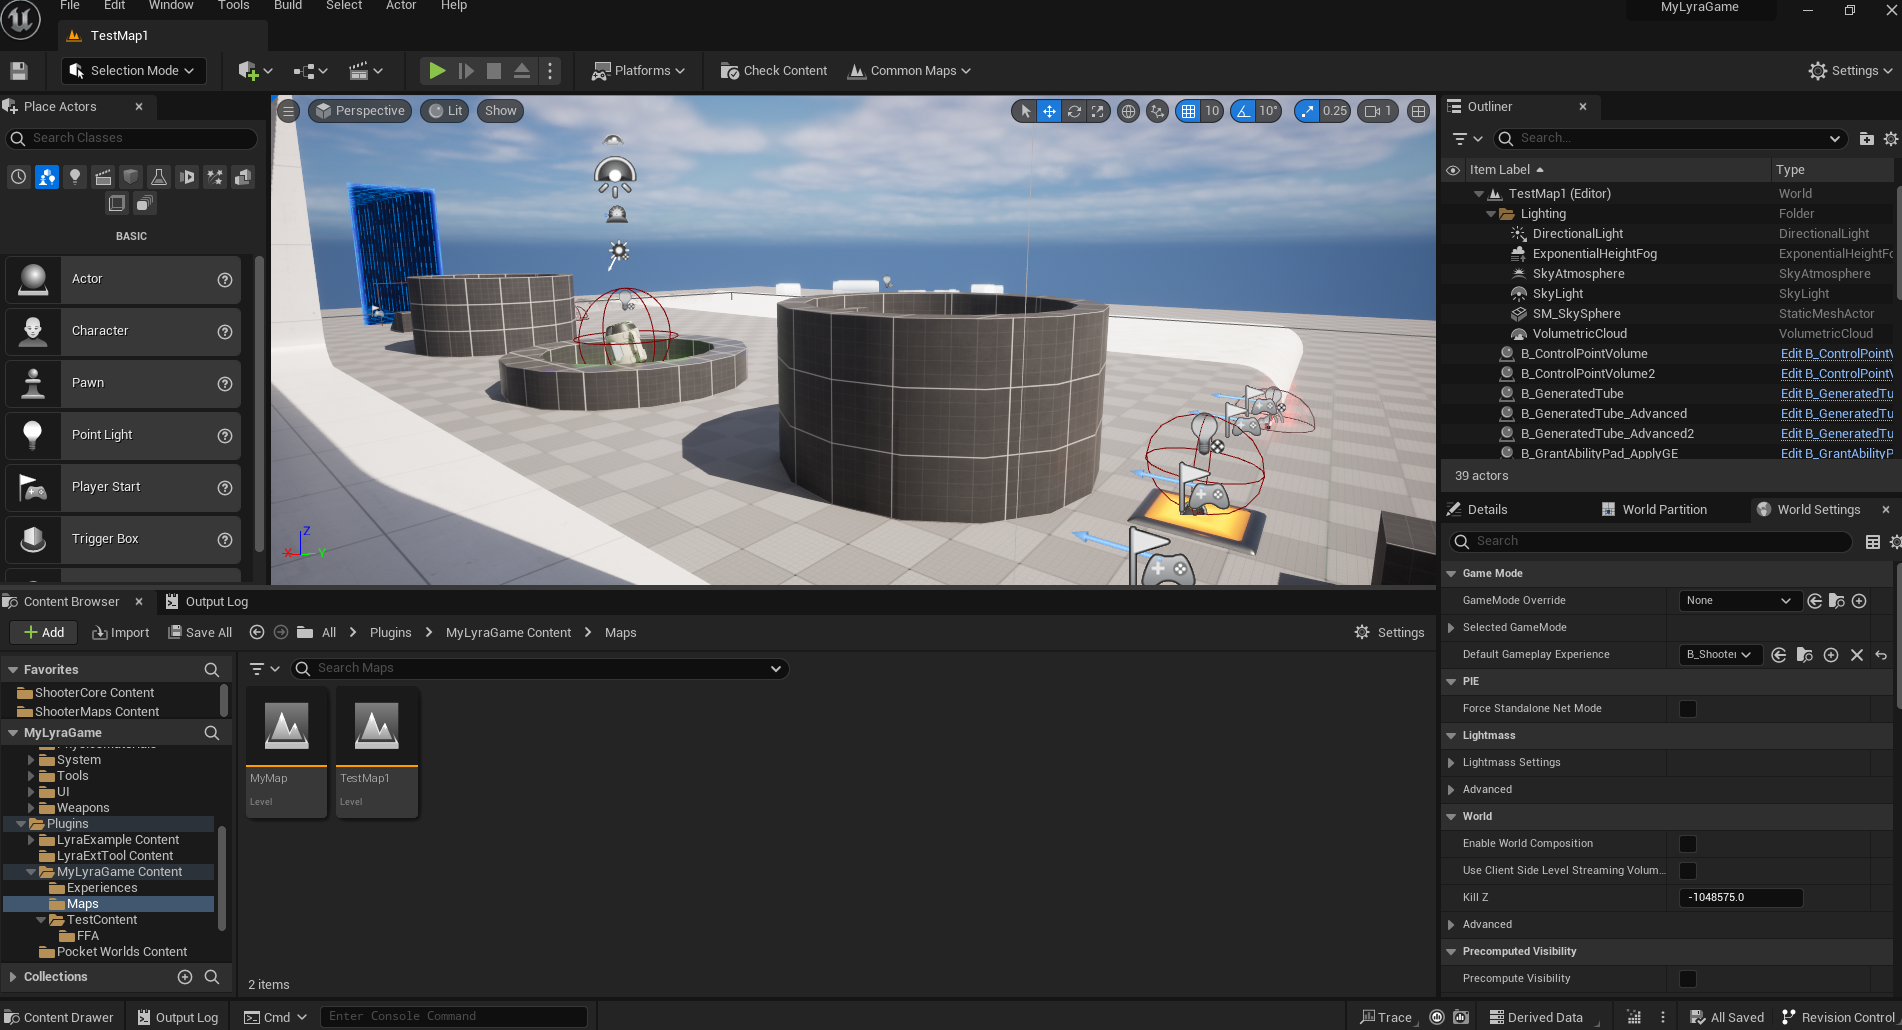 File Edit Window Tools Build Select Actor Help MyLyraGame
TestMap1
Selection Mode Platforms Check Content Common Maps Settings
Place Actors
Search Classes
BASIC
Actor
Character
Pawn
Point Light
Player Start
Trigger Box
Perspective Lit Show 10 10° 0.25 1
Z
X Y
Outliner
Search...
Item Label Type
TestMap1 (Editor) World
Lighting Folder
DirectionalLight DirectionalLight
ExponentialHeightFog ExponentialHeightFo
SkyAtmosphere SkyAtmosphere
SkyLight SkyLight
SM_SkySphere StaticMeshActor
VolumetricCloud VolumetricCloud
B_ControlPointVolume Edit B_ControlPointV
B_ControlPointVolume2 Edit B_ControlPointV
B_GeneratedTube Edit B_GeneratedTu
B_GeneratedTube_Advanced Edit B_GeneratedTu
B_GeneratedTube_Advanced2 Edit B_GeneratedTu
B_GrantAbilityPad_ApplyGE Edit B_GrantAbilityP
39 actors
Details World Partition World Settings
Search
Game Mode
GameMode Override None
Selected GameMode
Default Gameplay Experience B_Shooter
PIE
Force Standalone Net Mode
Lightmass
Lightmass Settings
Advanced
World
Enable World Composition
Use Client Side Level Streaming Volum...
Kill Z -1048575.0
Advanced
Precomputed Visibility
Precompute Visibility
Content Browser Output Log
Add Import Save All All Plugins MyLyraGame Content Maps Settings
Favorites
ShooterCore Content
ShooterMaps Content
MyLyraGame
System
Tools
UI
Weapons
Plugins
LyraExample Content
LyraExtTool Content
MyLyraGame Content
Experiences
Maps
TestContent
FFA
Pocket Worlds Content
Collections
Search Maps
MyMap
Level
TestMap1
Level
2 items
Content Drawer Output Log Cmd Enter Console Command Trace Derived Data All Saved Revision Control